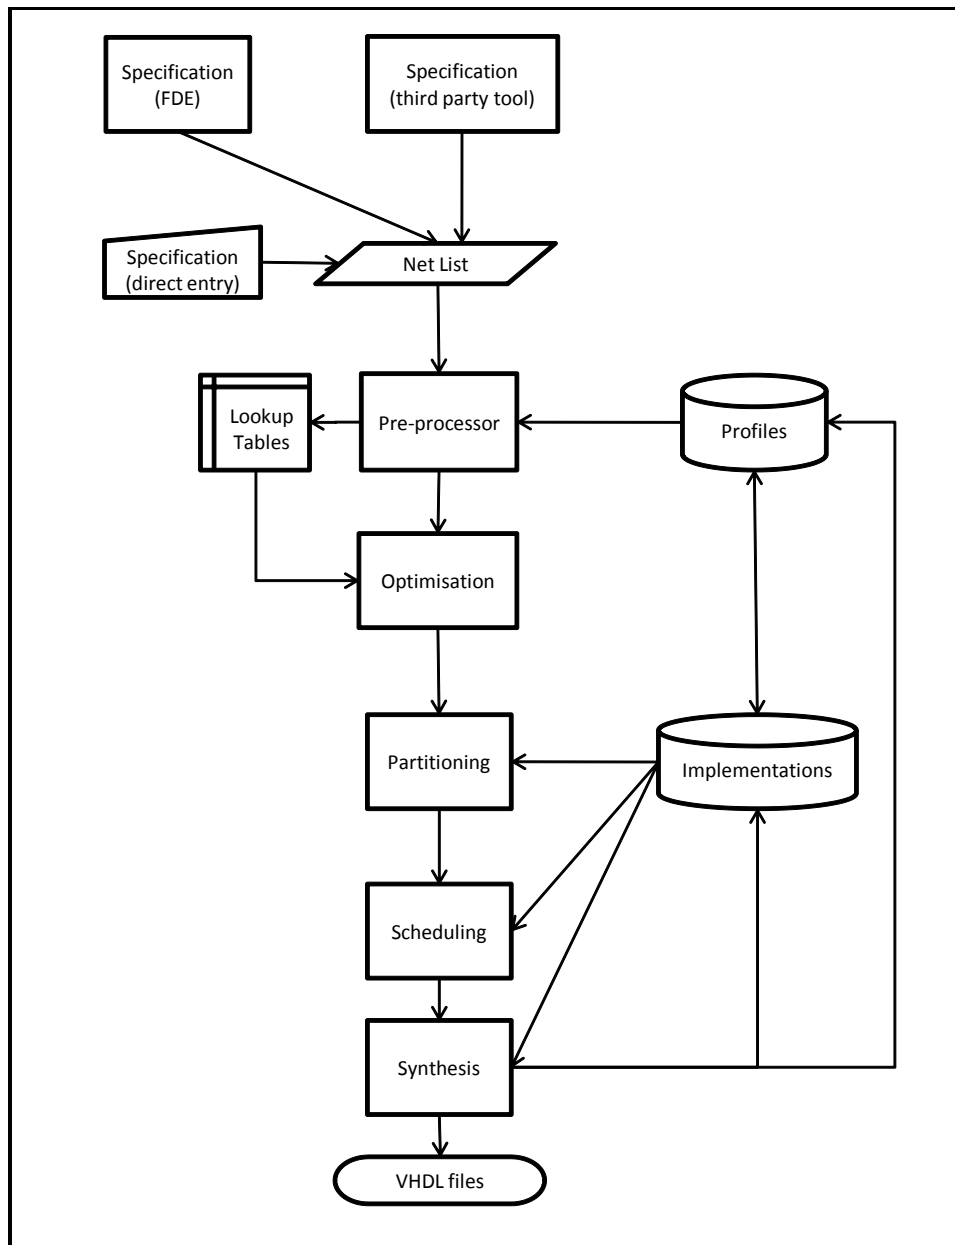 Specification
(FDE)
Specification
(third party tool)
Specification
(direct entry)
Net List
Lookup
Tables
Pre-processor
Profiles
Optimisation
Partitioning
Implementations
Scheduling
Synthesis
VHDL files